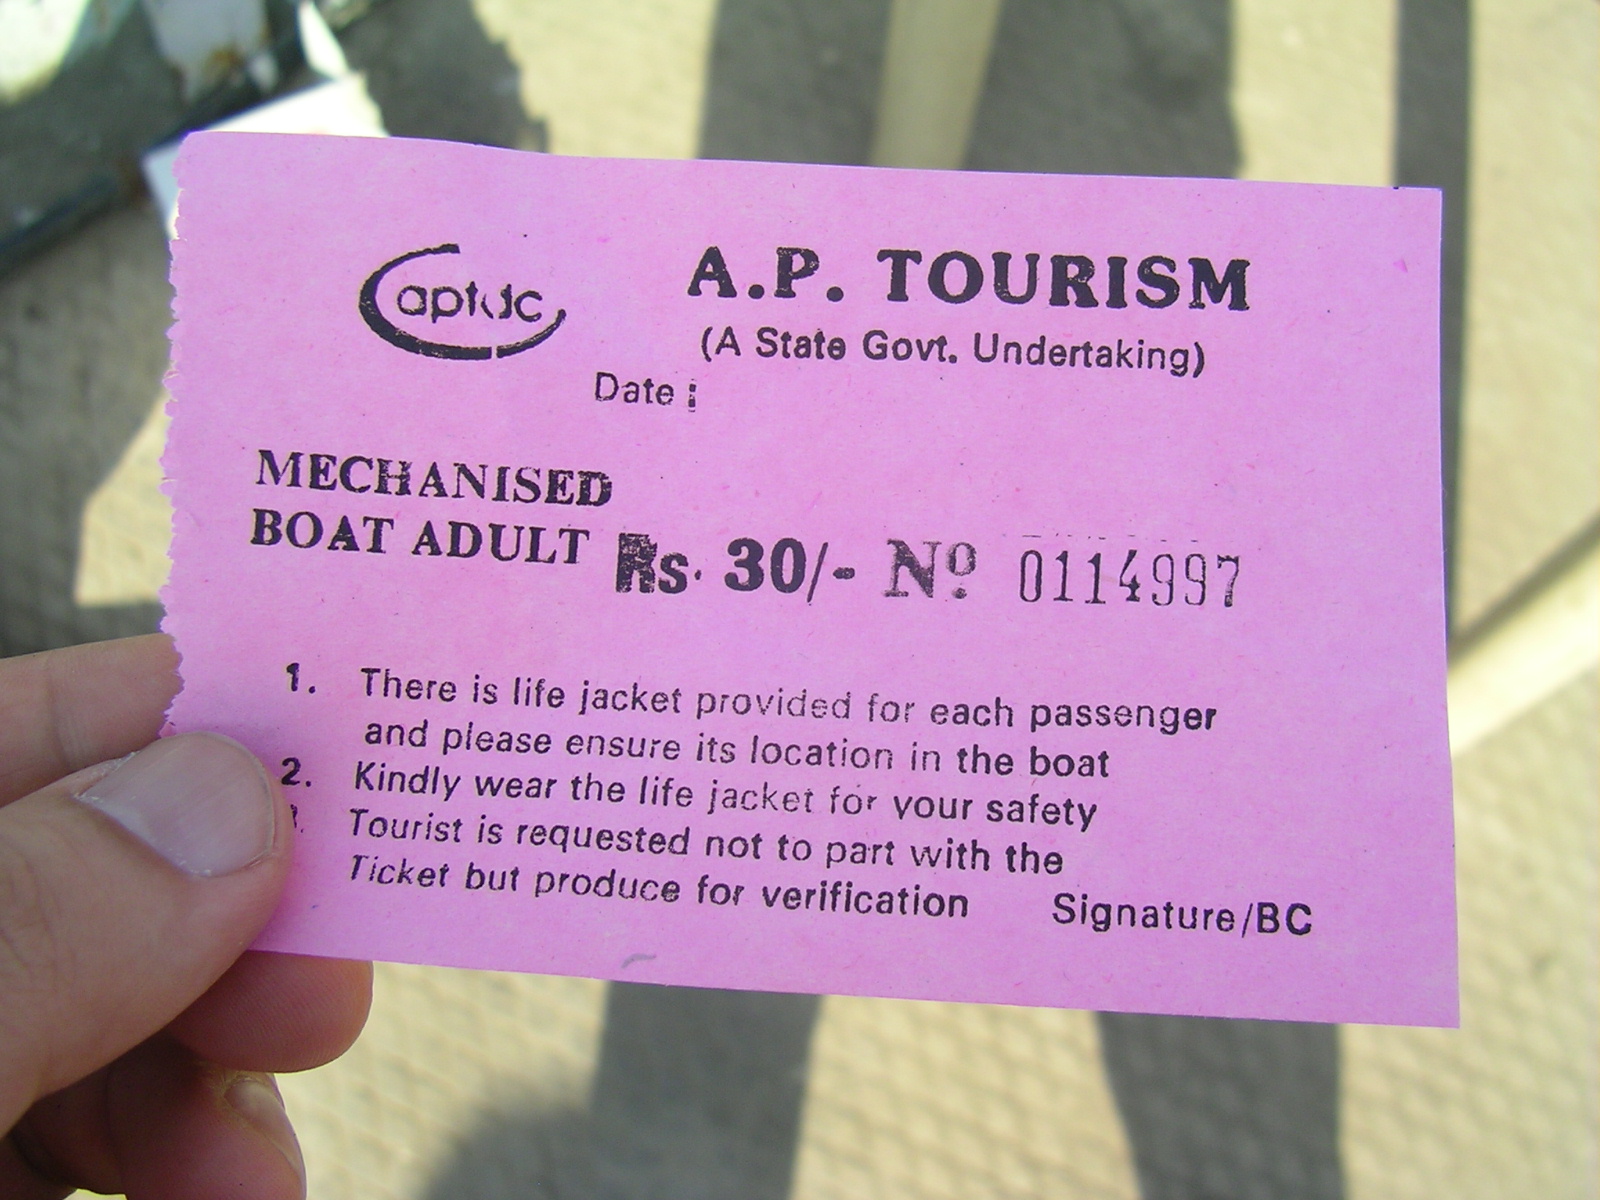 aptdc
A.P. TOURISM
(A State Govt. Undertaking)
Date :
MECHANISED
BOAT ADULT Rs. 30/- Nº 0114997
1. There is life jacket provided for each passenger
and please ensure its location in the boat
2. Kindly wear the life jacket for your safety
Tourist is requested not to part with the
Ticket but produce for verification Signature/BC